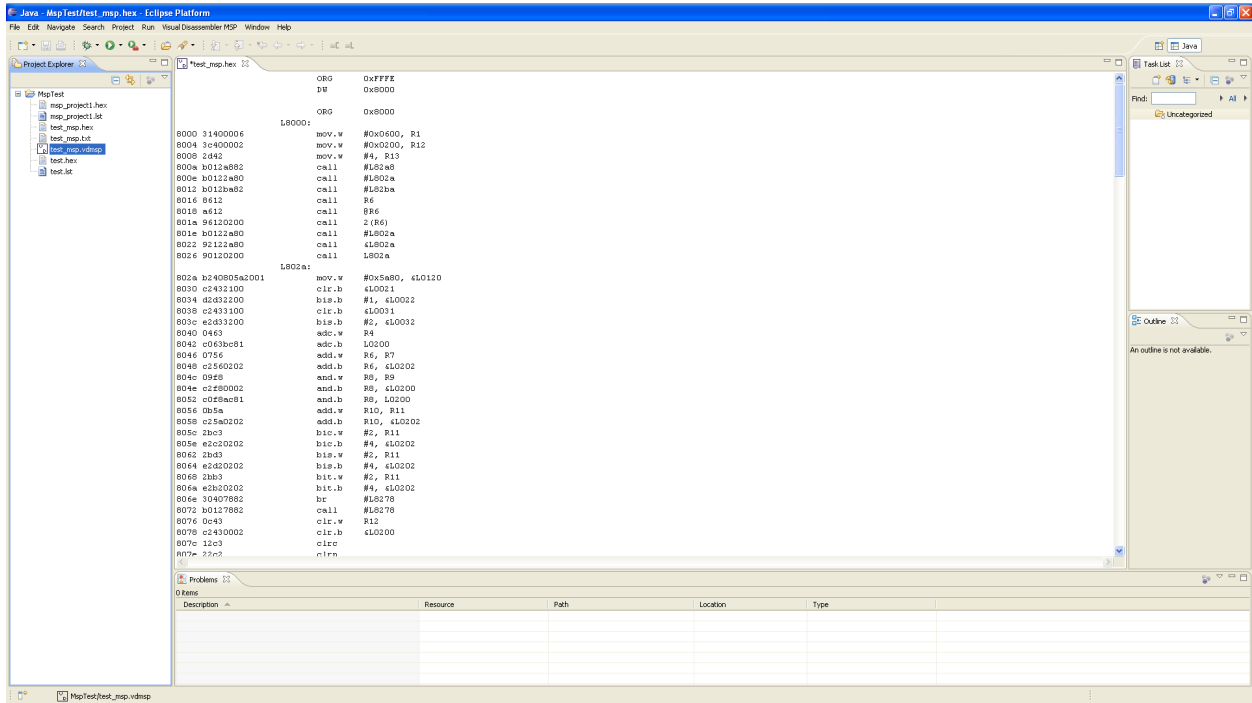 Java - MspTest/test_msp.hex - Eclipse Platform
File Edit Navigate Search Project Run Visual Disassembler MSP Window Help
Java
Project Explorer
MspTest
msp_project1.hex
msp_project1.lst
test_msp.hex
test_msp.txt
test_msp.vdmsp
test.hex
test.lst
*test_msp.hex
ORG 0xFFFE
DW 0x8000
ORG 0x8000
L8000:
8000 31400006 mov.w #0x0600, R1
8004 3c400002 mov.w #0x0200, R12
8008 2d42 mov.w #4, R13
800a b012a882 call #L82a8
800e b0122a80 call #L802a
8012 b012ba82 call #L82ba
8016 8612 call R6
8018 a612 call @R6
801a 96120200 call 2(R6)
801e b0122a80 call #L802a
8022 92122a80 call &L802a
8026 90120200 call L802a
L802a:
802a b240805a2001 mov.w #0x5a80, &L0120
8030 c2432100 clr.b &L0021
8034 d2d32200 bis.b #1, &L0022
8038 c2433100 clr.b &L0031
803c e2d33200 bis.b #2, &L0032
8040 0463 adc.w R4
8042 c063bc81 adc.b L0200
8046 0756 add.w R6, R7
8048 c2560202 add.b R6, &L0202
804c 09f8 and.w R8, R9
804e c2f80002 and.b R8, &L0200
8052 c0f8ac81 and.b R8, L0200
8056 0b5a add.w R10, R11
8058 c25a0202 add.b R10, &L0202
805c 2bc3 bic.w #2, R11
805e e2c20202 bic.b #4, &L0202
8062 2bd3 bis.w #2, R11
8064 e2d20202 bis.b #4, &L0202
8068 2bb3 bit.w #2, R11
806a e2b20202 bit.b #4, &L0202
806e 30407882 br #L8278
8072 b0127882 call #L8278
8076 0c43 clr.w R12
8078 c2430002 clr.b &L0200
807c 12c3 clrc
807e 22c2 clrn
Task List
Find:
All
Uncategorized
Outline
An outline is not available.
Problems
0 items
Description Resource Path Location Type
MspTest/test_msp.vdmsp